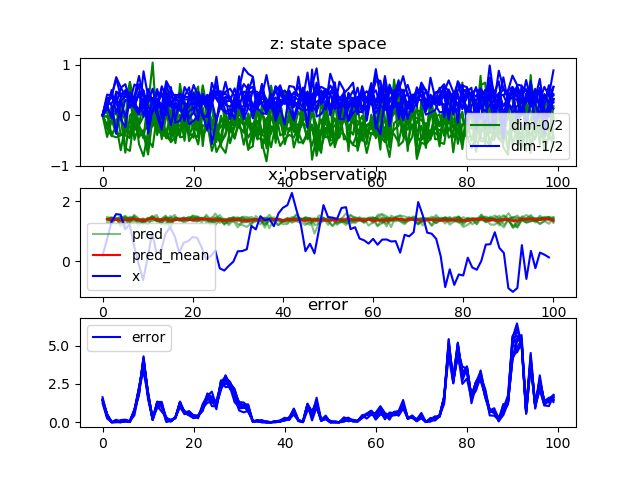 z: state space
1
0
−1
dim-0/2
dim-1/2
0 20 40 60 80 100
x: observation
2
0
pred
pred_mean
x
0 20 40 60 80 100
error
5.0
2.5
0.0
error
0 20 40 60 80 100